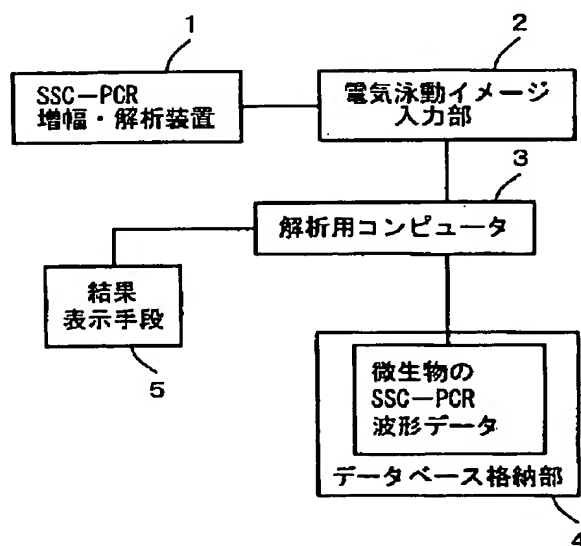 1
SSC－PCR
増幅・解析装置
2
電気泳動イメージ
入力部
3
解析用コンピュータ
結果
表示手段
5
微生物の
SSC－PCR
波形データ
データベース格納部
4